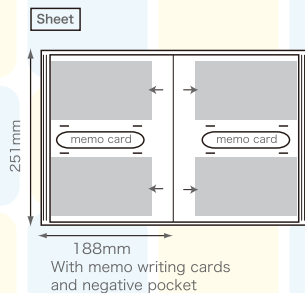 Sheet
memo card
memo card
251mm
188mm
With memo writing cards
and negative pocket